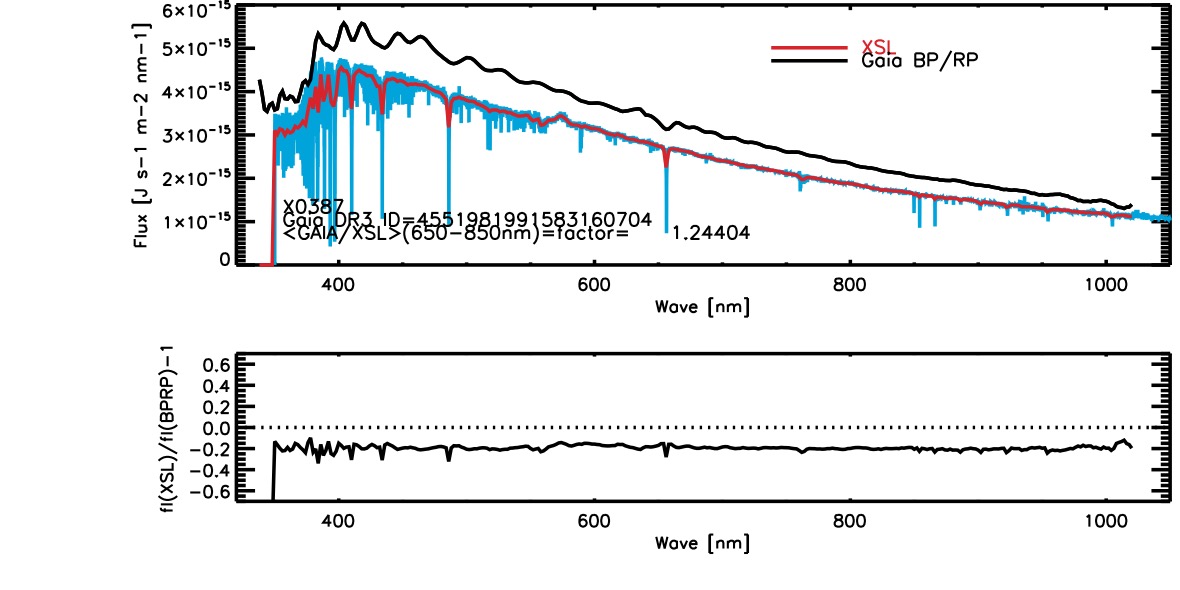 6×10⁻¹⁵
5×10⁻¹⁵
4×10⁻¹⁵
3×10⁻¹⁵
2×10⁻¹⁵
1×10⁻¹⁵
0
Flux [J s−1 m−2 nm−1]
XSL
Gaia BP/RP
X0387
Gaia DR3 ID=4551981991583160704
<GAIA/XSL>(650−850nm)=factor= 1.24404
400 600 800 1000
Wave [nm]
0.6
0.4
0.2
0.0
−0.2
−0.4
−0.6
fl(XSL)/fl(BPRP)−1
400 600 800 1000
Wave [nm]